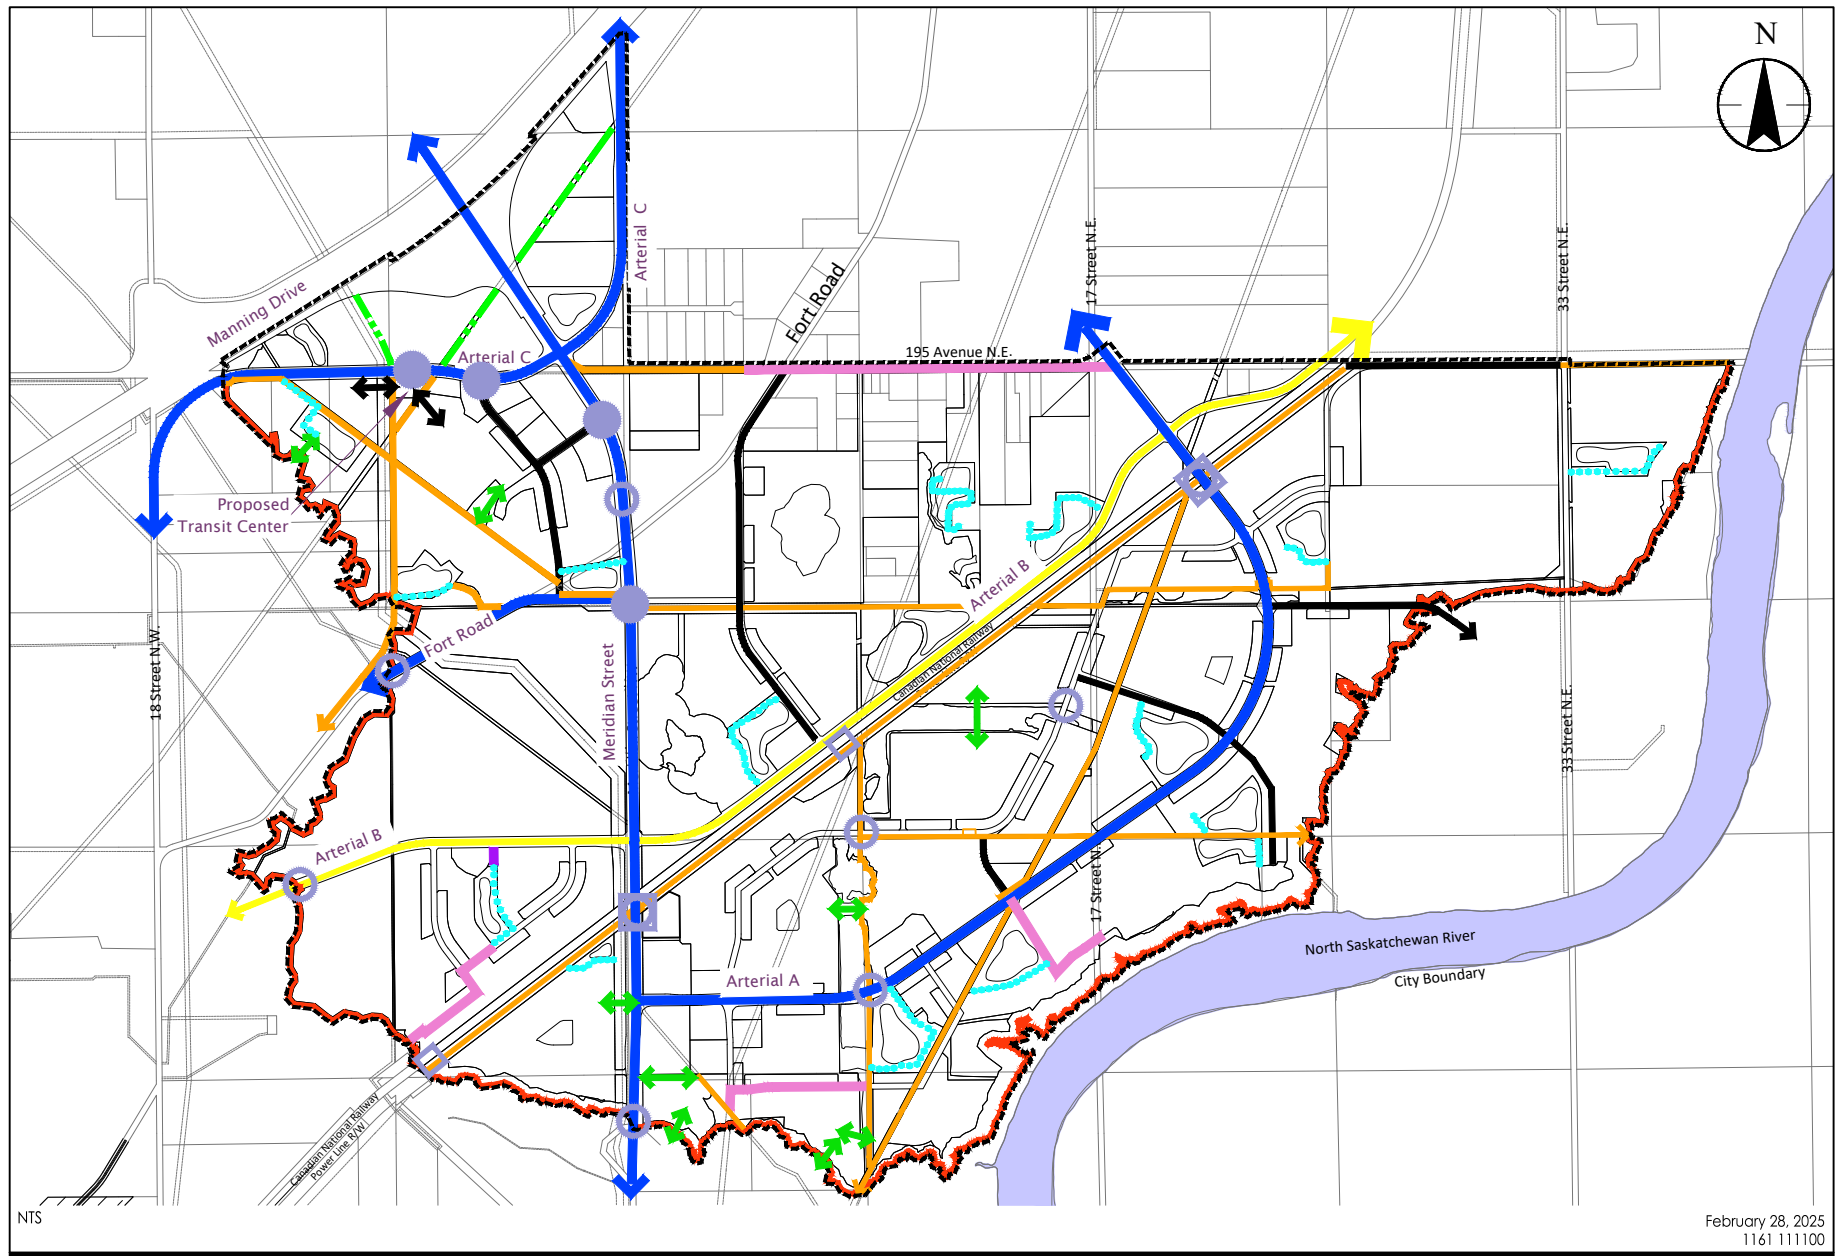 N
Arterial C
17 Street N.E.
33 Street N.E.
Manning Drive
Fort Road
Arterial C
195 Avenue N.E.
Proposed
Transit Center
Arterial B
Fort Road
Canadian National Railway
18 Street N.W.
Meridian Street
33 Street N.E.
Arterial B
17 Street N.
North Saskatchewan River
City Boundary
Arterial A
Canadian National Railway
Power Line R/W
NTS
February 28, 2025
1161 111100